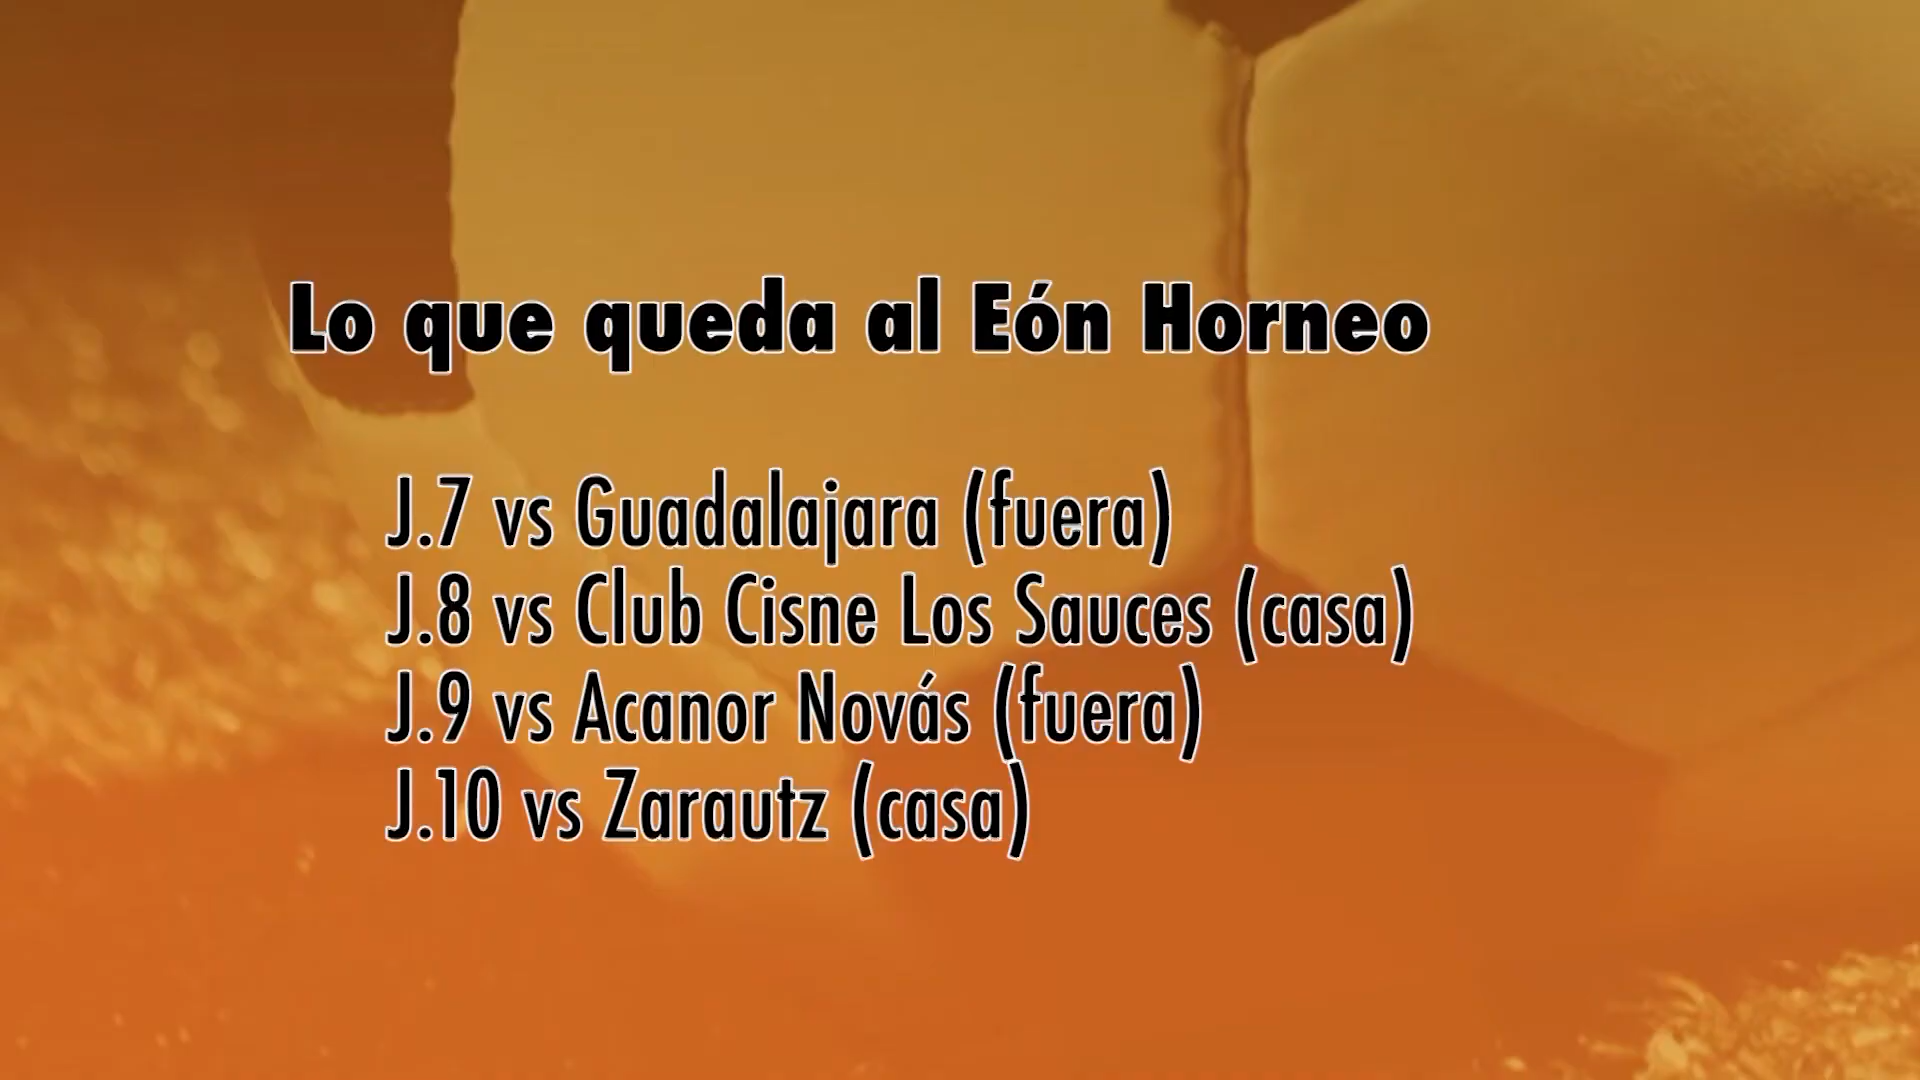 Lo que queda al Eón Horneo
J.7 vs Guadalajara (fuera)
J.8 vs Club Cisne Los Sauces (casa)
J.9 vs Acanor Novás (fuera)
J.10 vs Zarautz (casa)